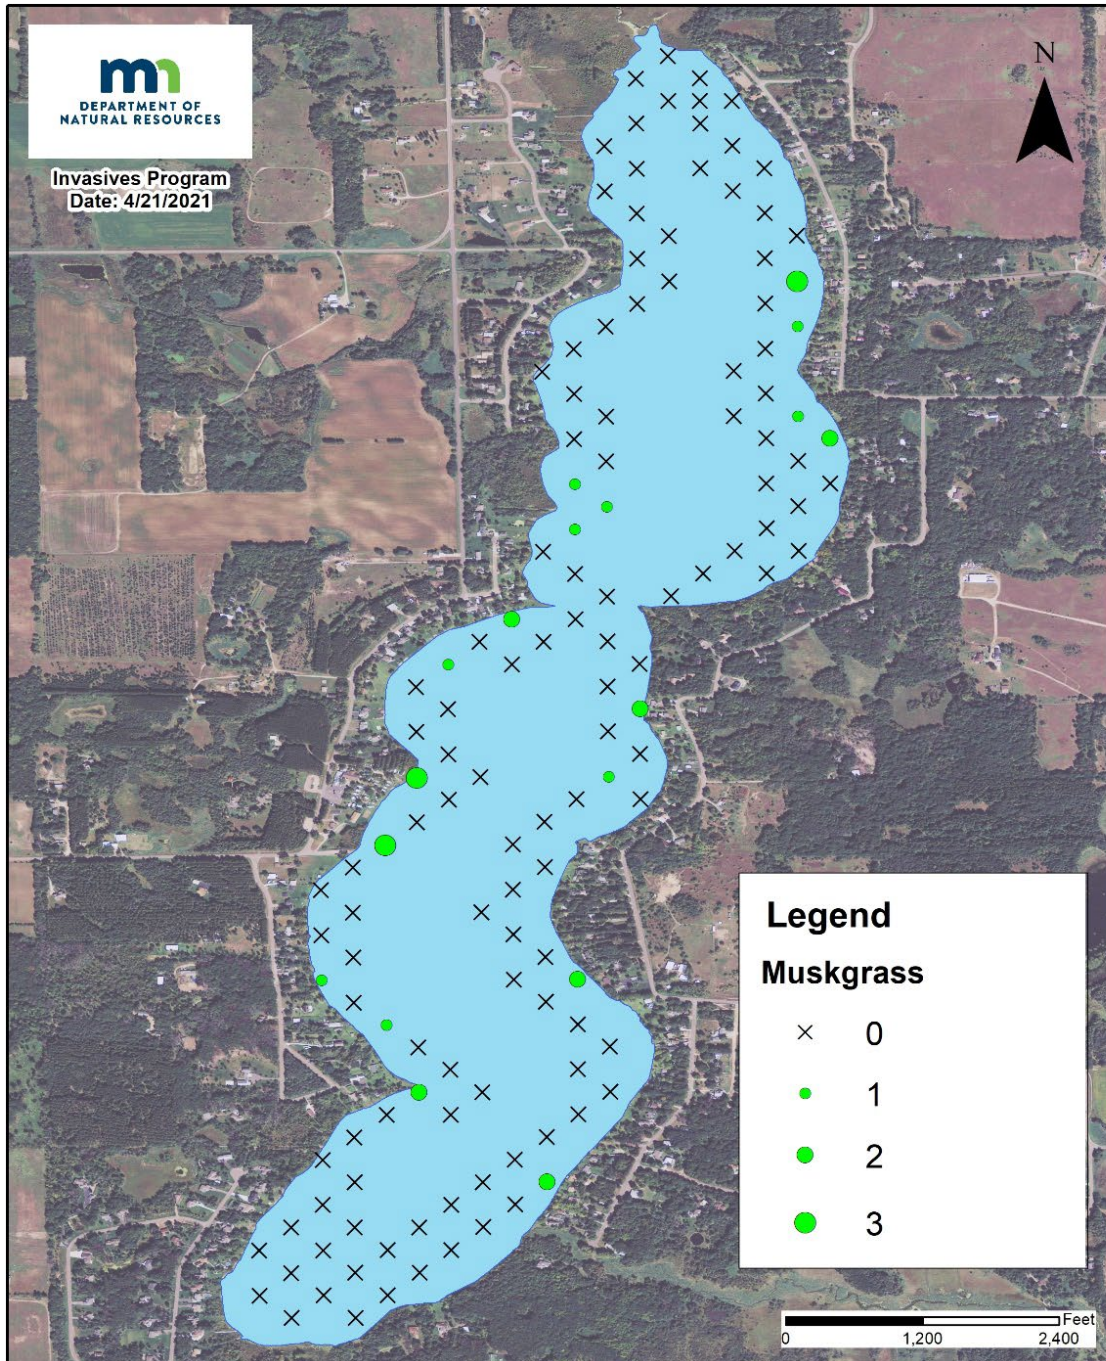 DEPARTMENT OF
NATURAL RESOURCES
Invasives Program
Date: 4/21/2021
N
Legend
Muskgrass
0
1
2
3
Feet
0 1,200 2,400